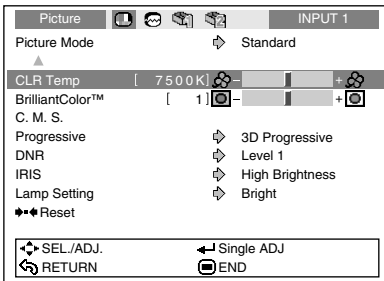 Picture INPUT 1
Picture Mode Standard
CLR Temp [ 7500K] - +
BrilliantColor™ [ 1] - +
C. M. S.
Progressive 3D Progressive
DNR Level 1
IRIS High Brightness
Lamp Setting Bright
Reset
SEL./ADJ. Single ADJ
RETURN END